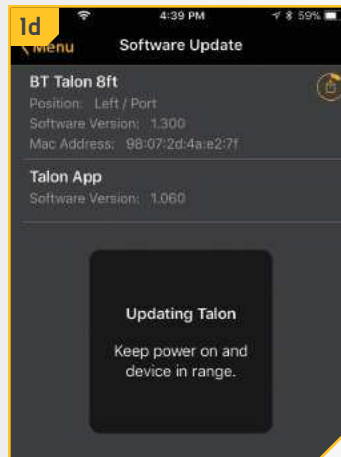 1d
4:39 PM
59%
Menu
Software Update
BT Talon 8ft
Position: Left / Port
Software Version: 1.300
Mac Address: 98:07:2d:4a:e2:7f
Talon App
Software Version: 1.060
Updating Talon
Keep power on and
device in range.